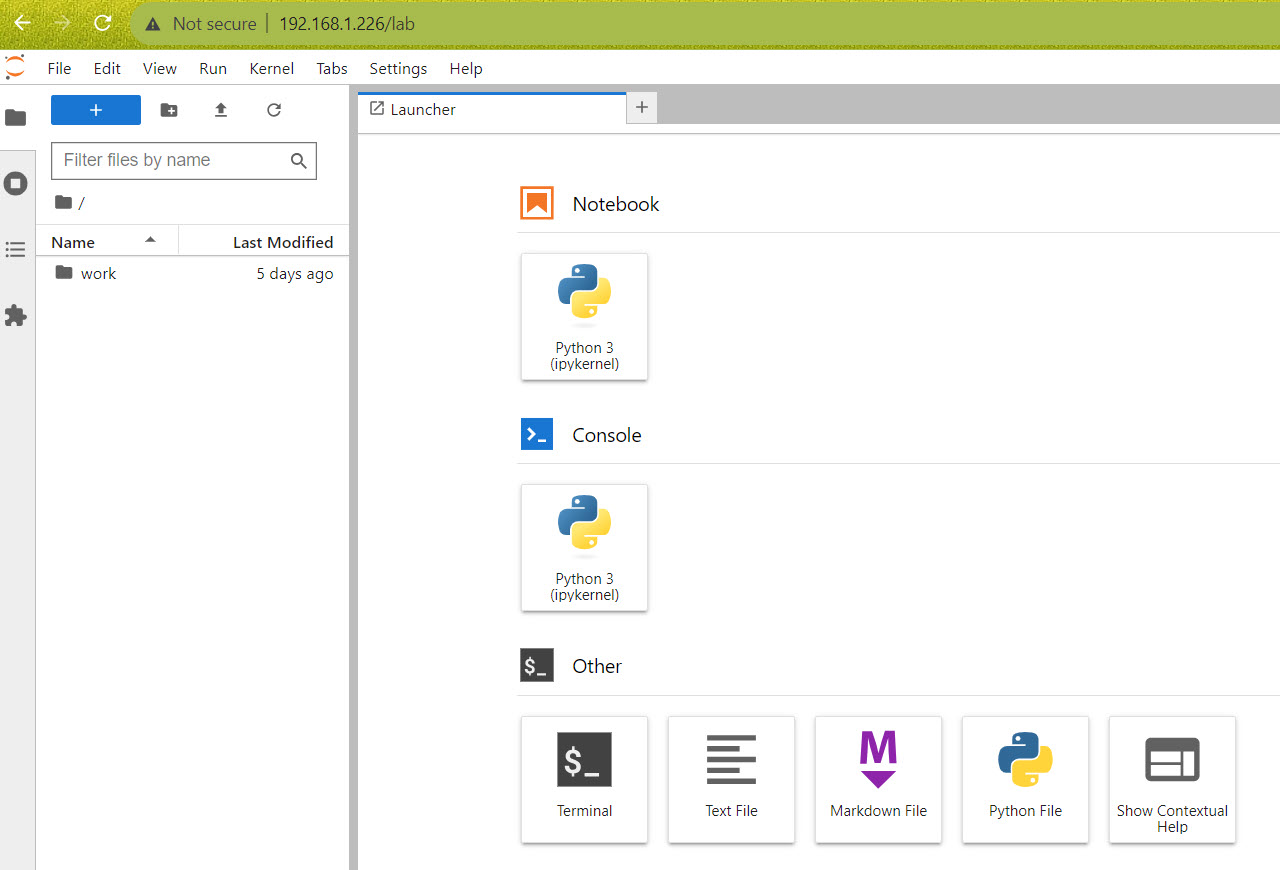 Not secure | 192.168.1.226/lab
File Edit View Run Kernel Tabs Settings Help
+
Launcher +
Filter files by name
/
Name Last Modified
work 5 days ago
Notebook
Python 3
(ipykernel)
>_ Console
Python 3
(ipykernel)
$_ Other
$_
Terminal
Text File
M
Markdown File
Python File
Show Contextual
Help